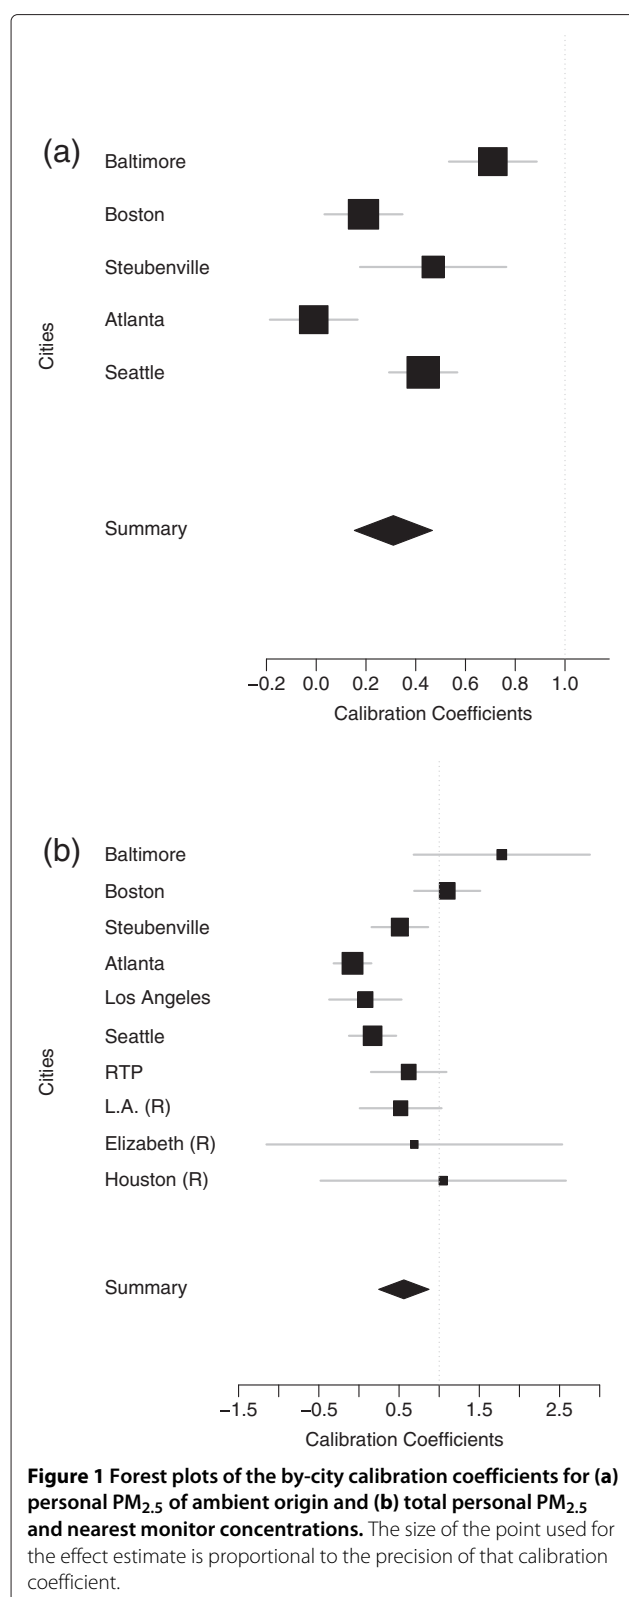 (a)
Baltimore
Boston
Steubenville
Atlanta
Seattle
Cities
Summary
−0.2 0.0 0.2 0.4 0.6 0.8 1.0
Calibration Coefficients
(b)
Baltimore
Boston
Steubenville
Atlanta
Los Angeles
Seattle
RTP
L.A. (R)
Elizabeth (R)
Houston (R)
Cities
Summary
−1.5 −0.5 0.5 1.5 2.5
Calibration Coefficients
Figure 1 Forest plots of the by-city calibration coefficients for (a)
personal PM2.5 of ambient origin and (b) total personal PM2.5
and nearest monitor concentrations. The size of the point used for
the effect estimate is proportional to the precision of that calibration
coefficient.